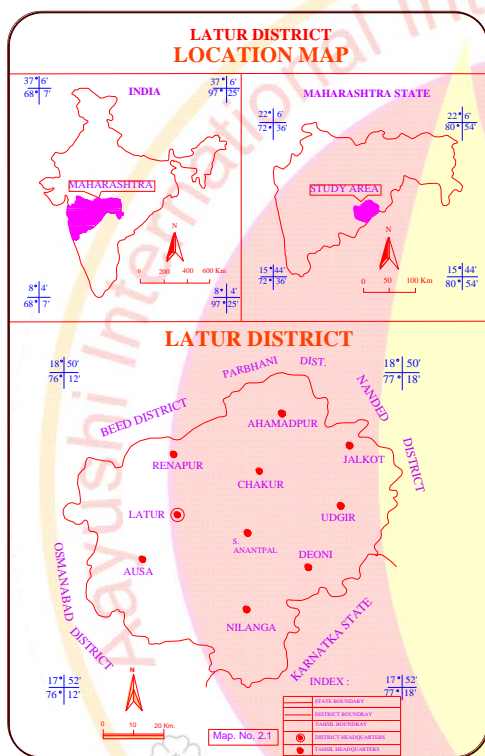 LATUR DISTRICT
LOCATION MAP
37° 6'
68° 7'
INDIA
37° 6'
97° 25'
MAHARASHTRA
N
0 200 400 600 Km
8° 4'
68° 7'
8° 4'
97° 25'
MAHARASHTRA STATE
22° 6'
72° 36'
22° 6'
80° 54'
STUDY AREA
N
0 50 100 Km
15° 44'
72° 36'
15° 44'
80° 54'
LATUR DISTRICT
18° 50'
76° 12'
PARBHANI DIST.
18° 50'
77° 18'
BEED DISTRICT
NANDED DISTRICT
AHAMADPUR
RENAPUR
JALKOT
CHAKUR
LATUR
UDGIR
S.
ANANTPAL
AUSA
DEONI
OSMANABAD DISTRICT
NILANGA
KARNATKA STATE
17° 52'
76° 12'
N
0 10 20 Km.
Map. No. 2.1
INDEX :
17° 52'
77° 18'
STATE BOUNDARY
DISTRICT BOUNDRAY
TAHSIL BOUNDRAY
DISTRICT HEADQUARTERS
TAHSIL HEADQUARTERS
Aayushi International Int